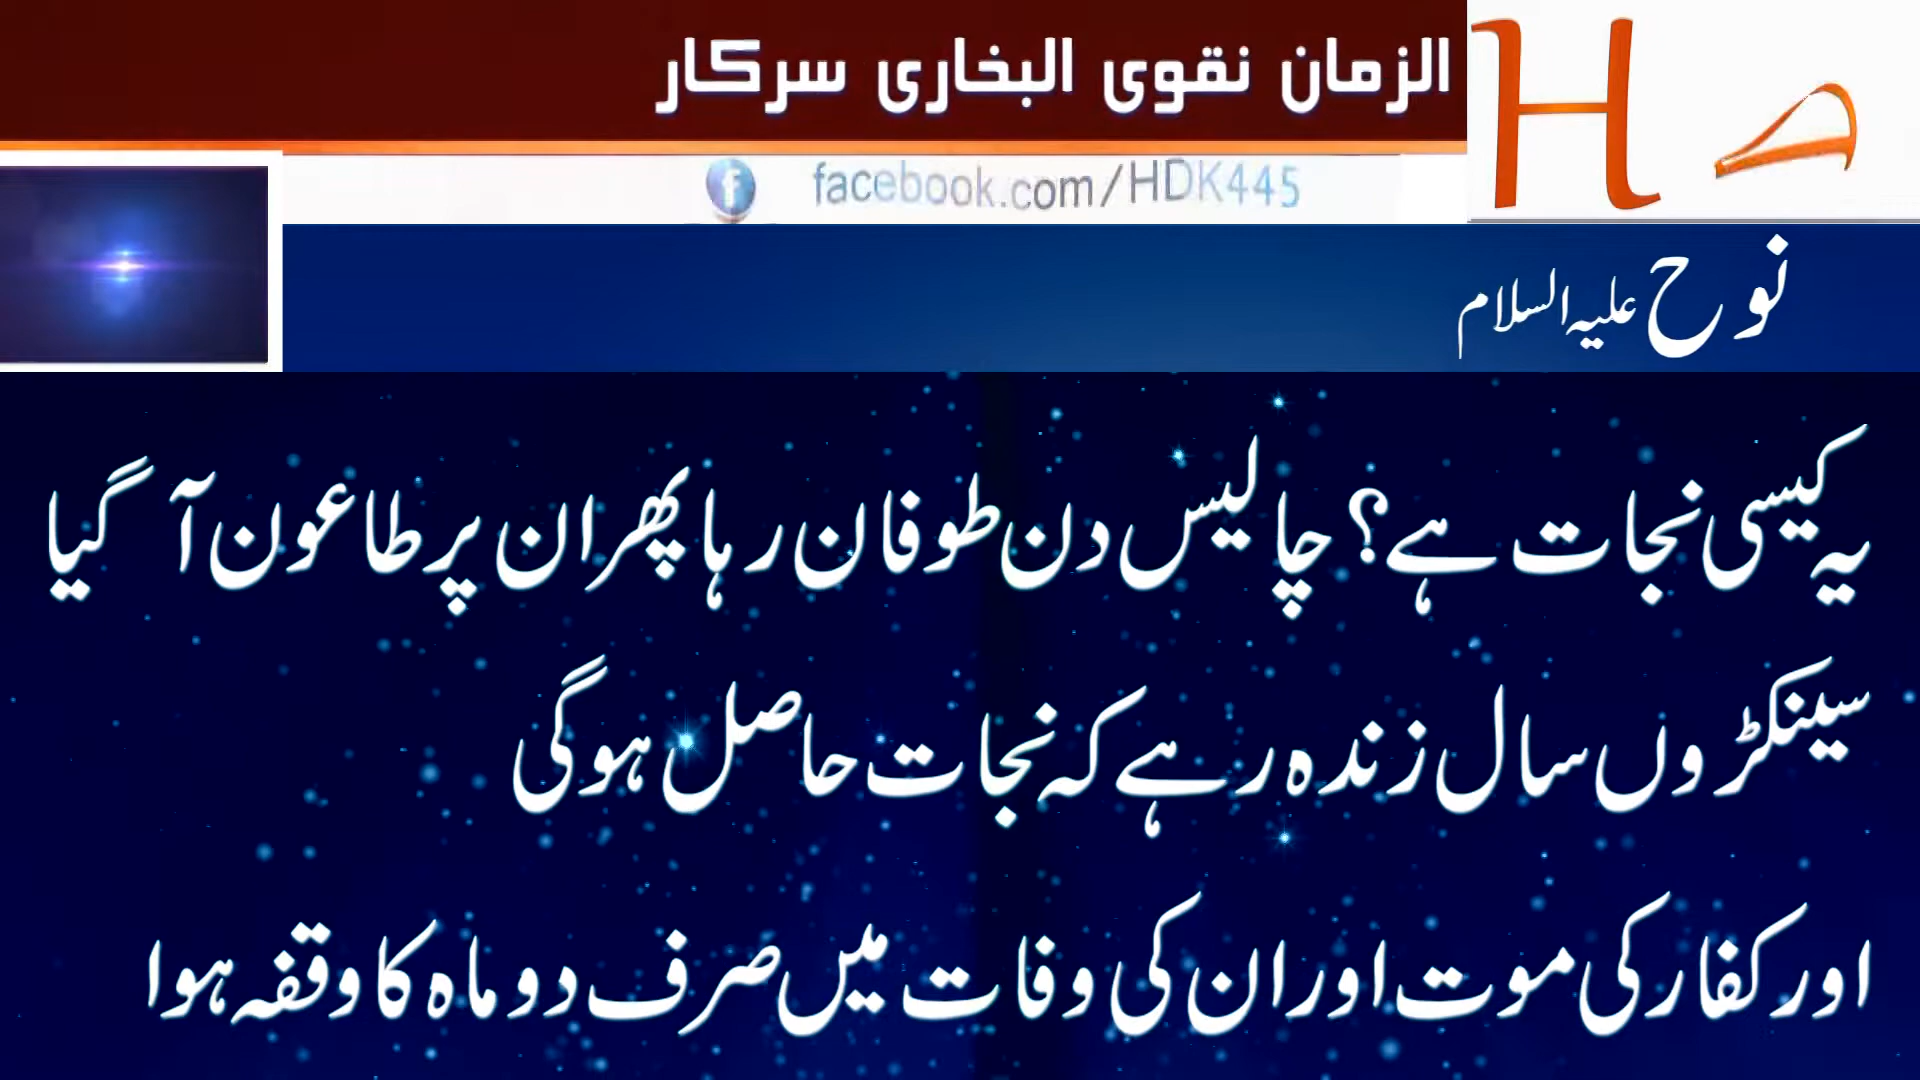 الزمان نقوی البخاری سرکار
facebook.com/HDK445
نوح علیہ السلام
یہ کیسی نجات ہے؟ چالیس دن طوفان رہا پھر ان پر طاعون آ گیا
سینکڑوں سال زندہ رہے کہ نجات حاصل ہوگی
اور کفار کی موت اور ان کی وفات میں صرف دو ماہ کا وقفہ ہوا